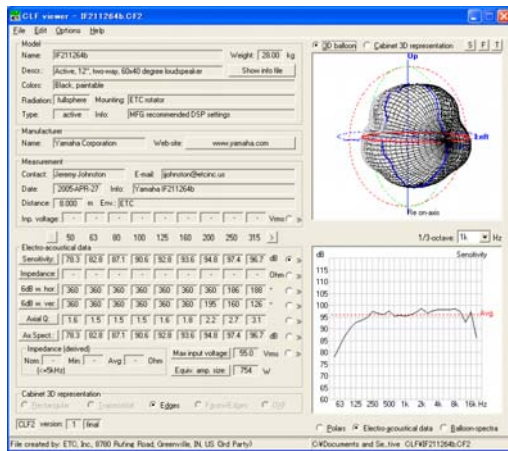 CLF viewer - IF211264b.CF2
File Edit Options Help
Model
Name: IF211264b Weight: 28.00 kg
Descr.: Active, 12", two-way, 60x40 degree loudspeaker Show info file
Colors: Black, paintable
Radiation: fullsphere Mounting: ETC rotator
Type: active Info: MFG recommended DSP settings
Manufacturer
Name: Yamaha Corporation Web site: www.yamaha.com
Measurement
Contact: Jeremy Johnston E-mail: jjohnston@etcinc.us
Date: 2005-APR-27 Info: Yamaha IF211264b
Distance: 8.000 m Env.: ETC
Inp. voltage: - - - - - - - - - Vrms »
50 63 80 100 125 160 200 250 315
Electro-acoustical data
Sensitivity: 78.3 82.8 87.1 90.6 92.8 93.6 94.8 97.4 96.7 dB »
Impedance: - - - - - - - - - Ohm »
6dB w. hor: 360 360 360 360 360 360 360 186 188 ° »
6dB w. ver: 360 360 360 360 360 360 195 160 126 ° »
Axial Q: 1.6 1.5 1.5 1.5 1.6 1.8 2.2 2.7 3.1 »
Ax Spect.: 78.3 82.8 87.1 90.6 92.8 93.6 94.8 97.4 96.7 dB »
Impedance (derived)
Nom: - Min: - Avg: - Ohm
(<=5kHz)
Max input voltage: 95.0 Vrms »
Equiv. amp. size: 754 W
Cabinet 3D representation
Rectangular Edges Faces+Edges
CLF2 version 1 final
File created by: ETC, Inc, 8780 Rufing Road, Greenville, IN, US (3rd Party)
3D balloon Cabinet 3D representation S F T
Up
Left
He on-axis
1/3-octave: 1k Hz
Sensitivity
dB
115
110
105
100
95
90
85
80
75
70
65
60
Avg
63 125 250 500 1k 2k 4k 8k 16k Hz
Polars Electro-acoustical data Balloon-spectra
C:¥Documents and Se..tive CLF¥IF211264b.CF2